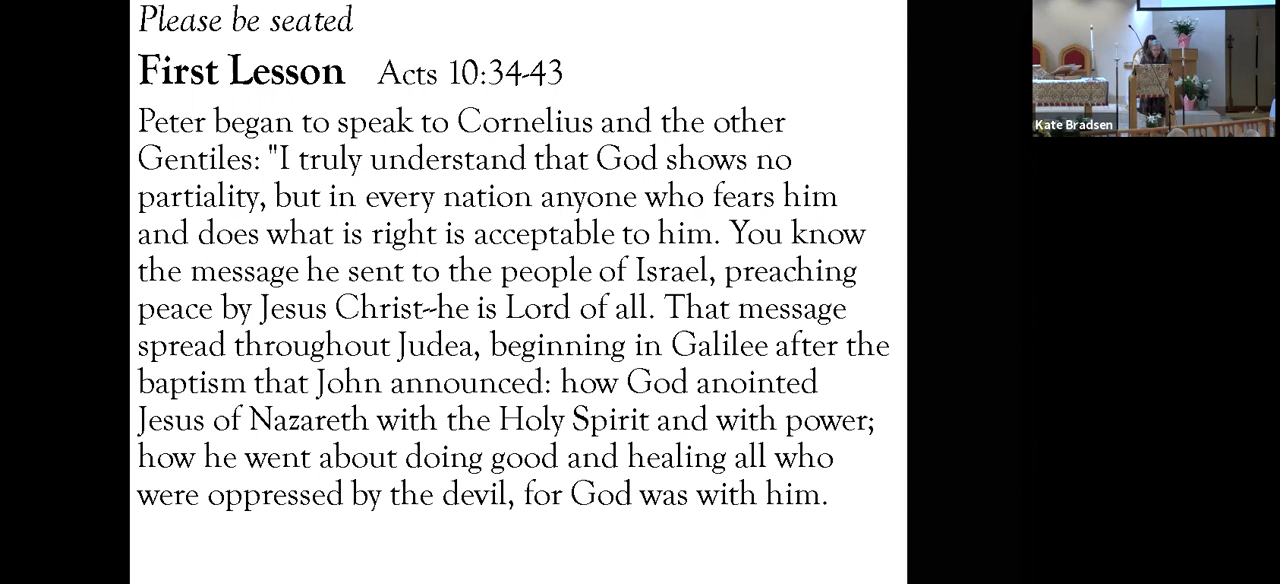 Please be seated
First Lesson Acts 10:34-43
Peter began to speak to Cornelius and the other
Gentiles: "I truly understand that God shows no
partiality, but in every nation anyone who fears him
and does what is right is acceptable to him. You know
the message he sent to the people of Israel, preaching
peace by Jesus Christ--he is Lord of all. That message
spread throughout Judea, beginning in Galilee after the
baptism that John announced: how God anointed
Jesus of Nazareth with the Holy Spirit and with power;
how he went about doing good and healing all who
were oppressed by the devil, for God was with him.
Kate Bradsen